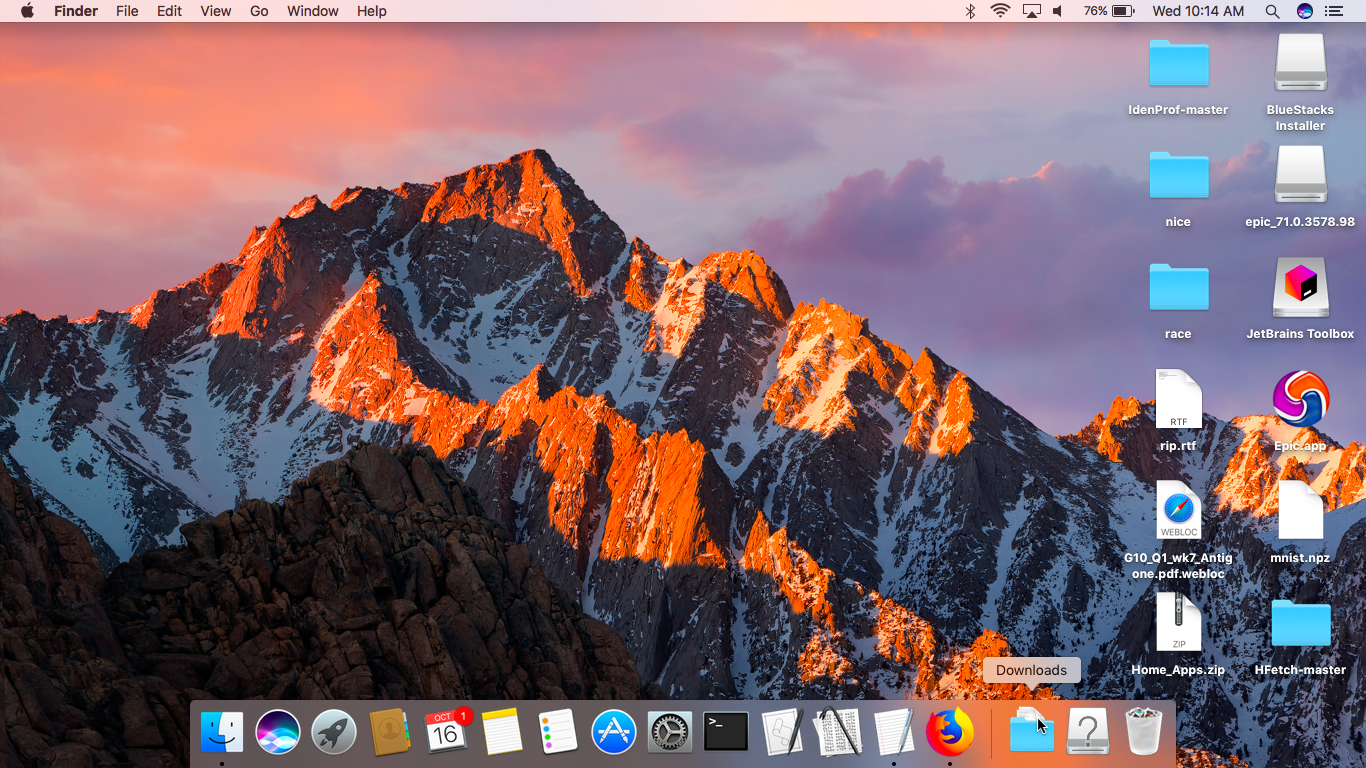 Finder File Edit View Go Window Help 76% Wed 10:14 AM
IdenProf-master
BlueStacks
Installer
nice
epic_71.0.3578.98
race
JetBrains Toolbox
RTF
rip.rtf
Epic.app
WEBLOC
G10_Q1_wk7_Antig
one.pdf.webloc
mnist.npz
ZIP
Home_Apps.zip
HFetch-master
Downloads
OCT
1
16
>_
?